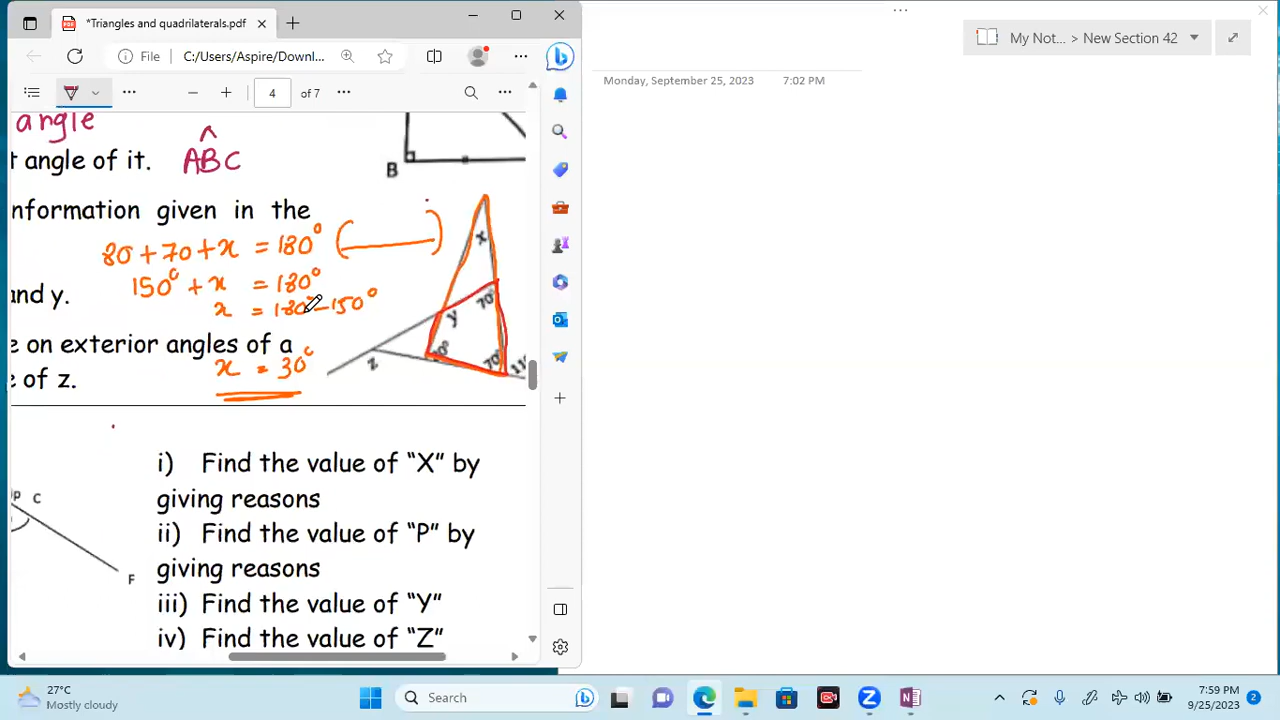 *Triangles and quadrilaterals.pdf
File C:/Users/Aspire/Downl...
4 of 7
My Not... > New Section 42
Monday, September 25, 2023 7:02 PM
angle
t angle of it. ABC
B
nformation given in the
80 + 70 + x = 180°
150° + x = 180°
and y.
x = 180° - 150°
e on exterior angles of a
x = 30°
e of z.
x
70°
y
z
70°
i) Find the value of "X" by
giving reasons
ii) Find the value of "P" by
giving reasons
iii) Find the value of "Y"
iv) Find the value of "Z"
p C
F
27°C
Mostly cloudy
Search
7:59 PM
9/25/2023
2